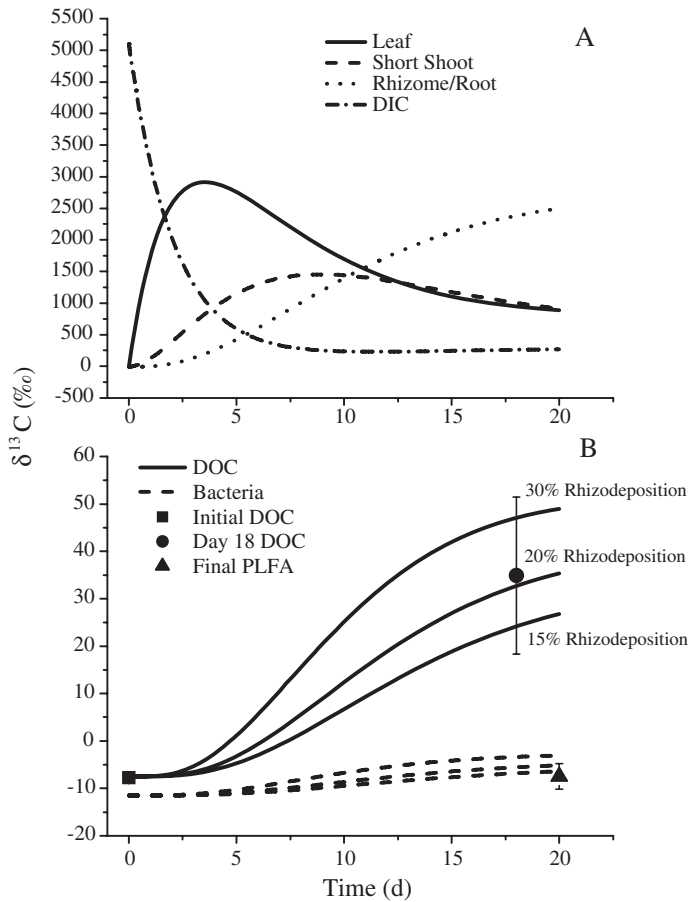 A
Leaf
Short Shoot
Rhizome/Root
DIC
5500
5000
4500
4000
3500
3000
2500
2000
1500
1000
500
0
-500
0
5
10
15
20
δ¹³C (‰)
B
DOC
Bacteria
Initial DOC
Day 18 DOC
Final PLFA
30% Rhizodeposition
20% Rhizodeposition
15% Rhizodeposition
60
50
40
30
20
10
0
-10
-20
0
5
10
15
20
Time (d)